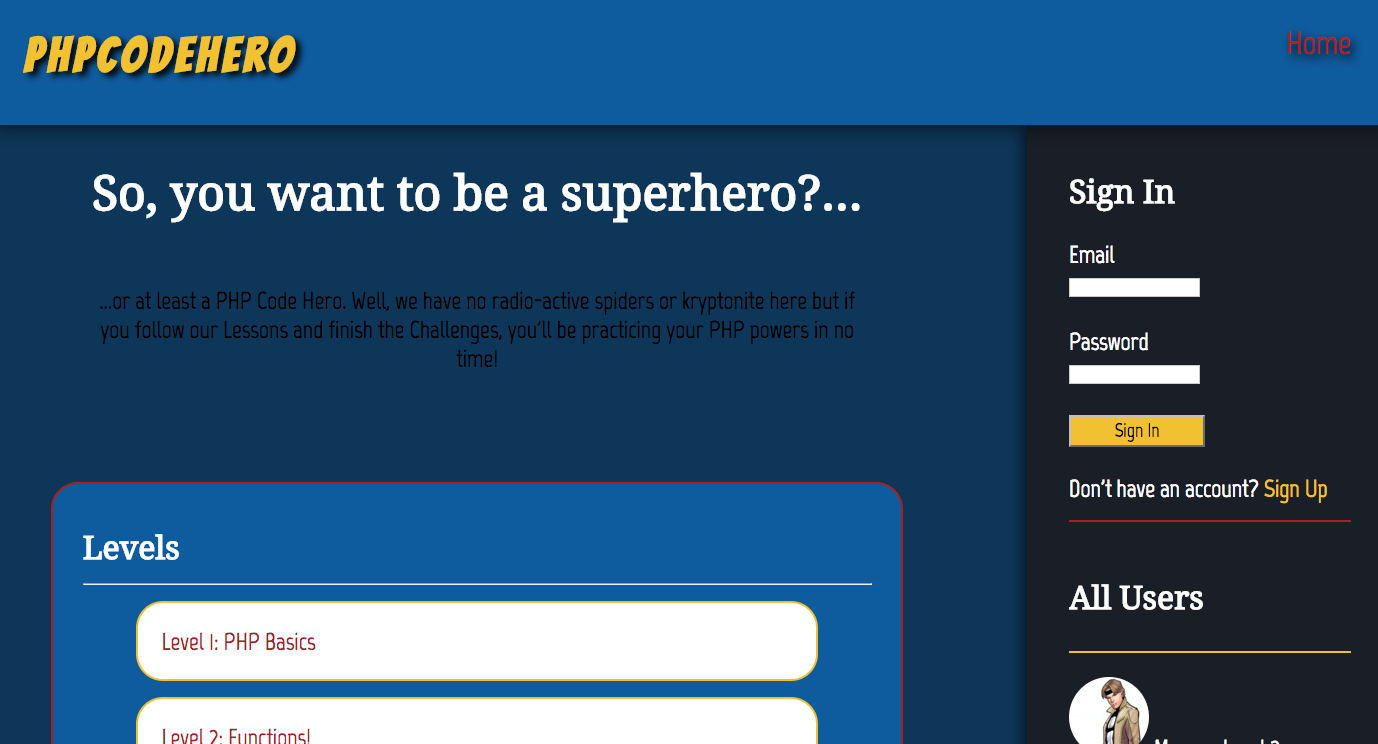 PHPCODEHERO
Home
So, you want to be a superhero?...
...or at least a PHP Code Hero. Well, we have no radio-active spiders or kryptonite here but if
you follow our Lessons and finish the Challenges, you'll be practicing your PHP powers in no
time!
Levels
Level 1: PHP Basics
Level 2: Functions!
Sign In
Email
Password
Sign In
Don't have an account? Sign Up
All Users